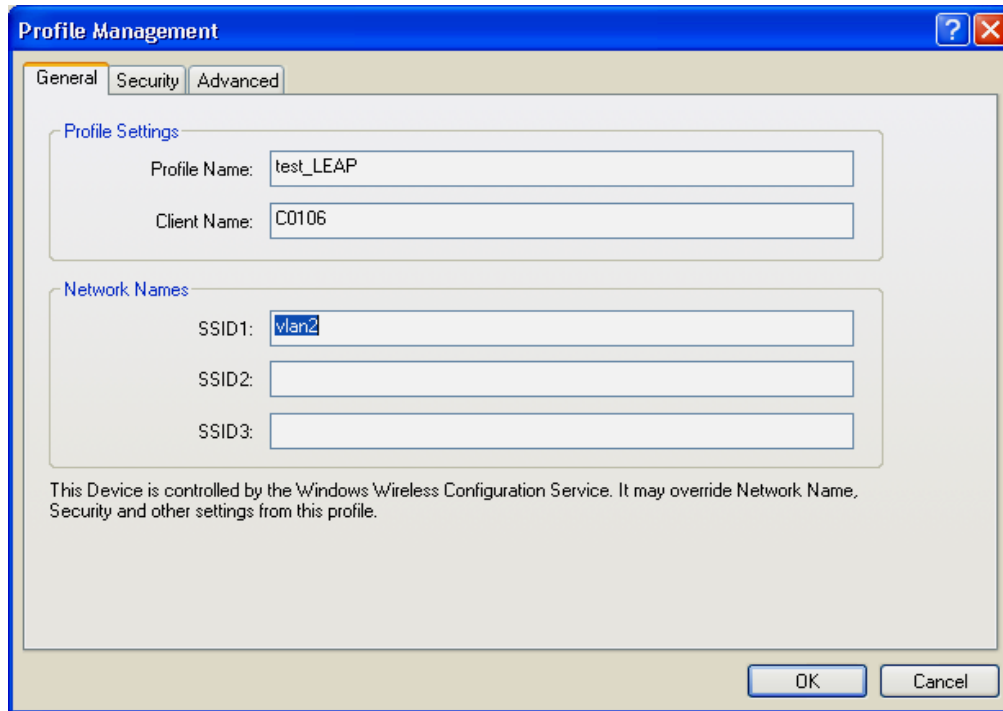 Profile Management
General Security Advanced
Profile Settings
Profile Name: test_LEAP
Client Name: C0106
Network Names
SSID1: vlan2
SSID2:
SSID3:
This Device is controlled by the Windows Wireless Configuration Service. It may override Network Name,
Security and other settings from this profile.
OK Cancel